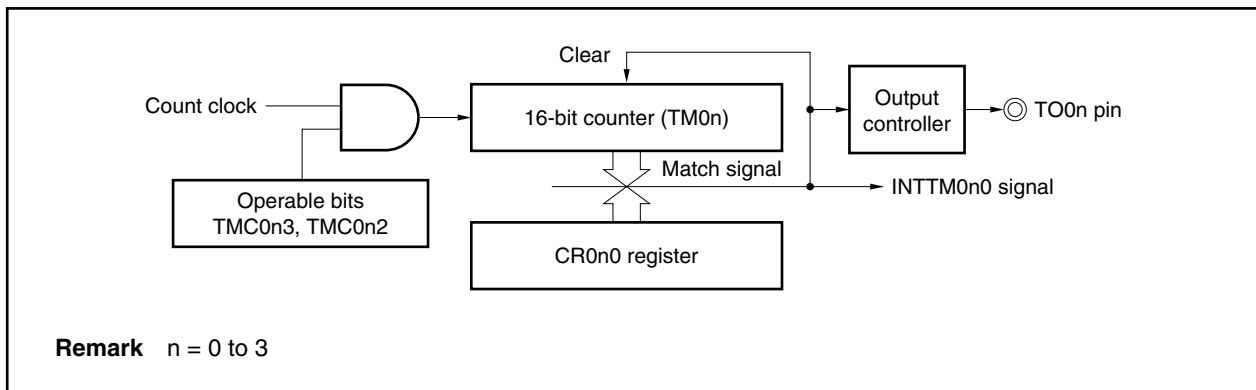 Clear
Count clock
16-bit counter (TM0n)
Output
controller
TO0n pin
Match signal
INTTM0n0 signal
Operable bits
TMC0n3, TMC0n2
CR0n0 register
Remark n = 0 to 3